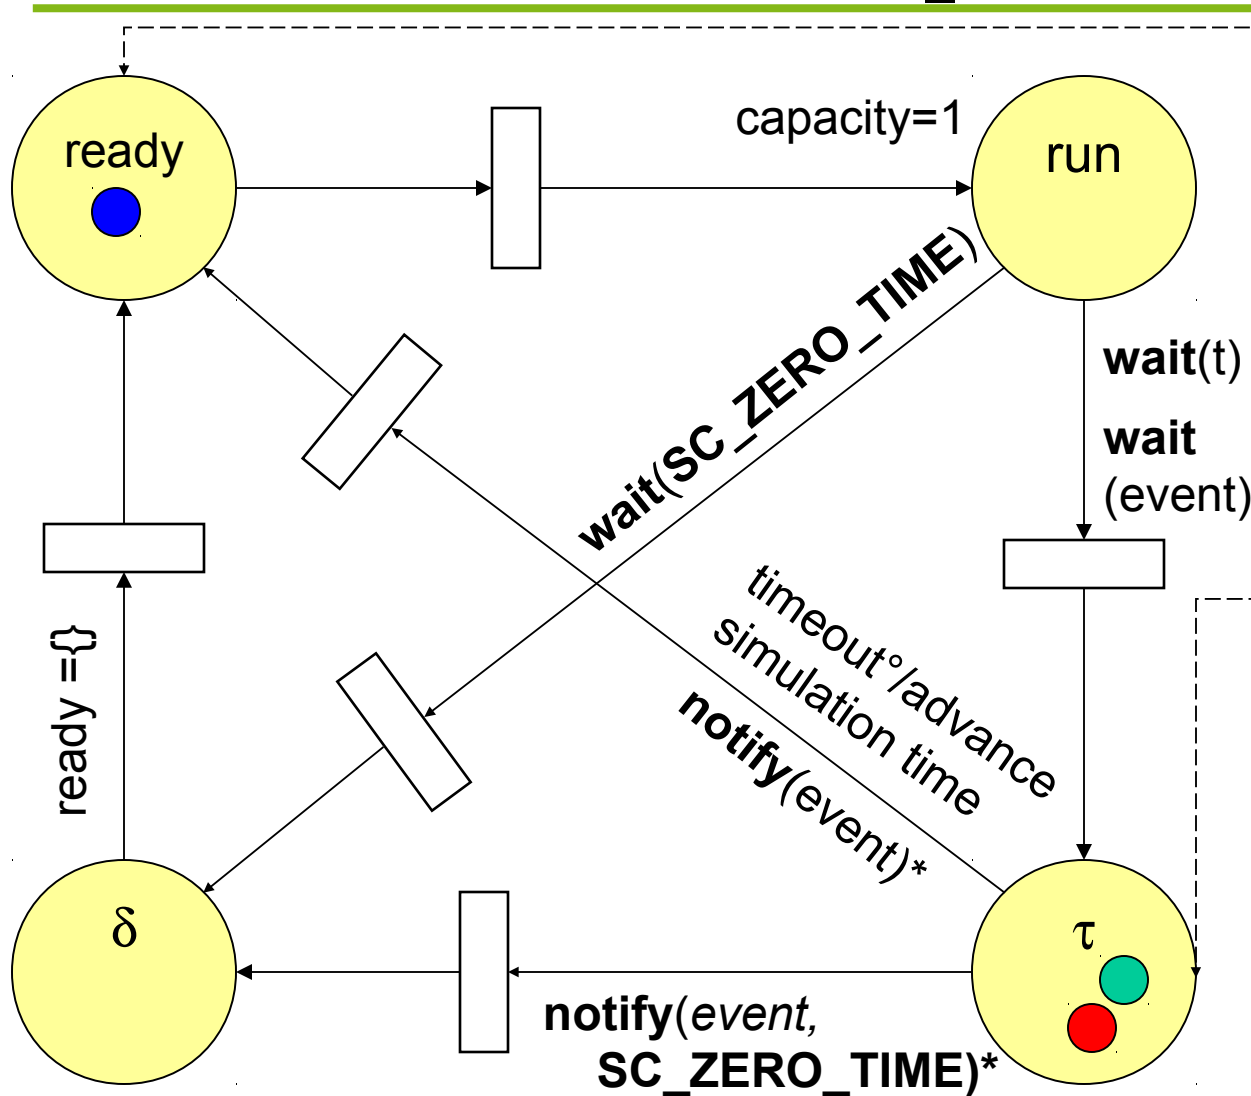 capacity=1
ready
run
wait(SC_ZERO_TIME)
wait(t)
wait
(event)
timeout°/advance
simulation time
notify(event)*
ready ={}
δ
τ
notify(event,
SC_ZERO_TIME)*